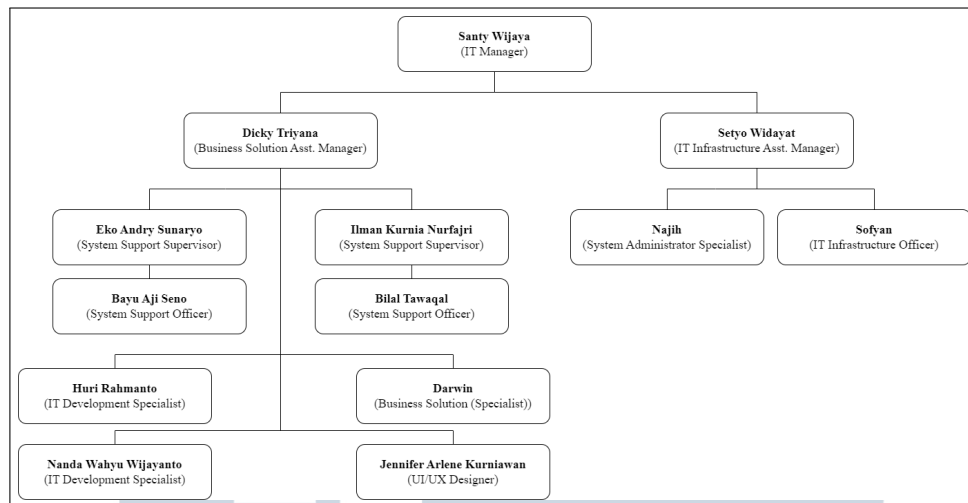 Santy Wijaya
(IT Manager)
Dicky Triyana
(Business Solution Asst. Manager)
Setyo Widayat
(IT Infrastructure Asst. Manager)
Eko Andry Sunaryo
(System Support Supervisor)
Ilman Kurnia Nurfajri
(System Support Supervisor)
Najih
(System Administrator Specialist)
Sofyan
(IT Infrastructure Officer)
Bayu Aji Seno
(System Support Officer)
Bilal Tawaqal
(System Support Officer)
Huri Rahmanto
(IT Development Specialist)
Darwin
(Business Solution (Specialist))
Nanda Wahyu Wijayanto
(IT Development Specialist)
Jennifer Arlene Kurniawan
(UI/UX Designer)